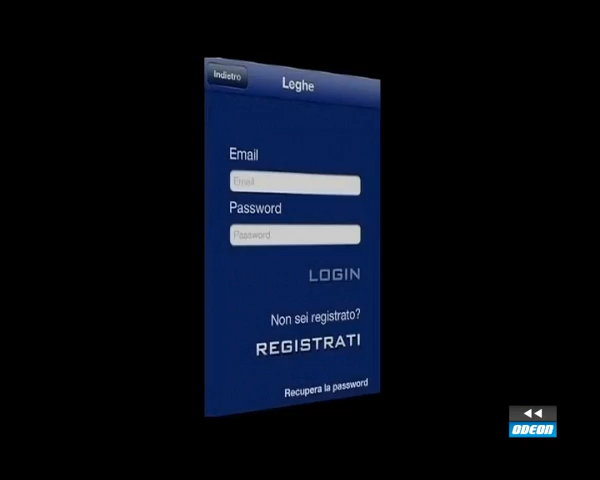 Indietro
Leghe
Email
Email
Password
Password
LOGIN
Non sei registrato?
REGISTRATI
Recupera la password
ODEON